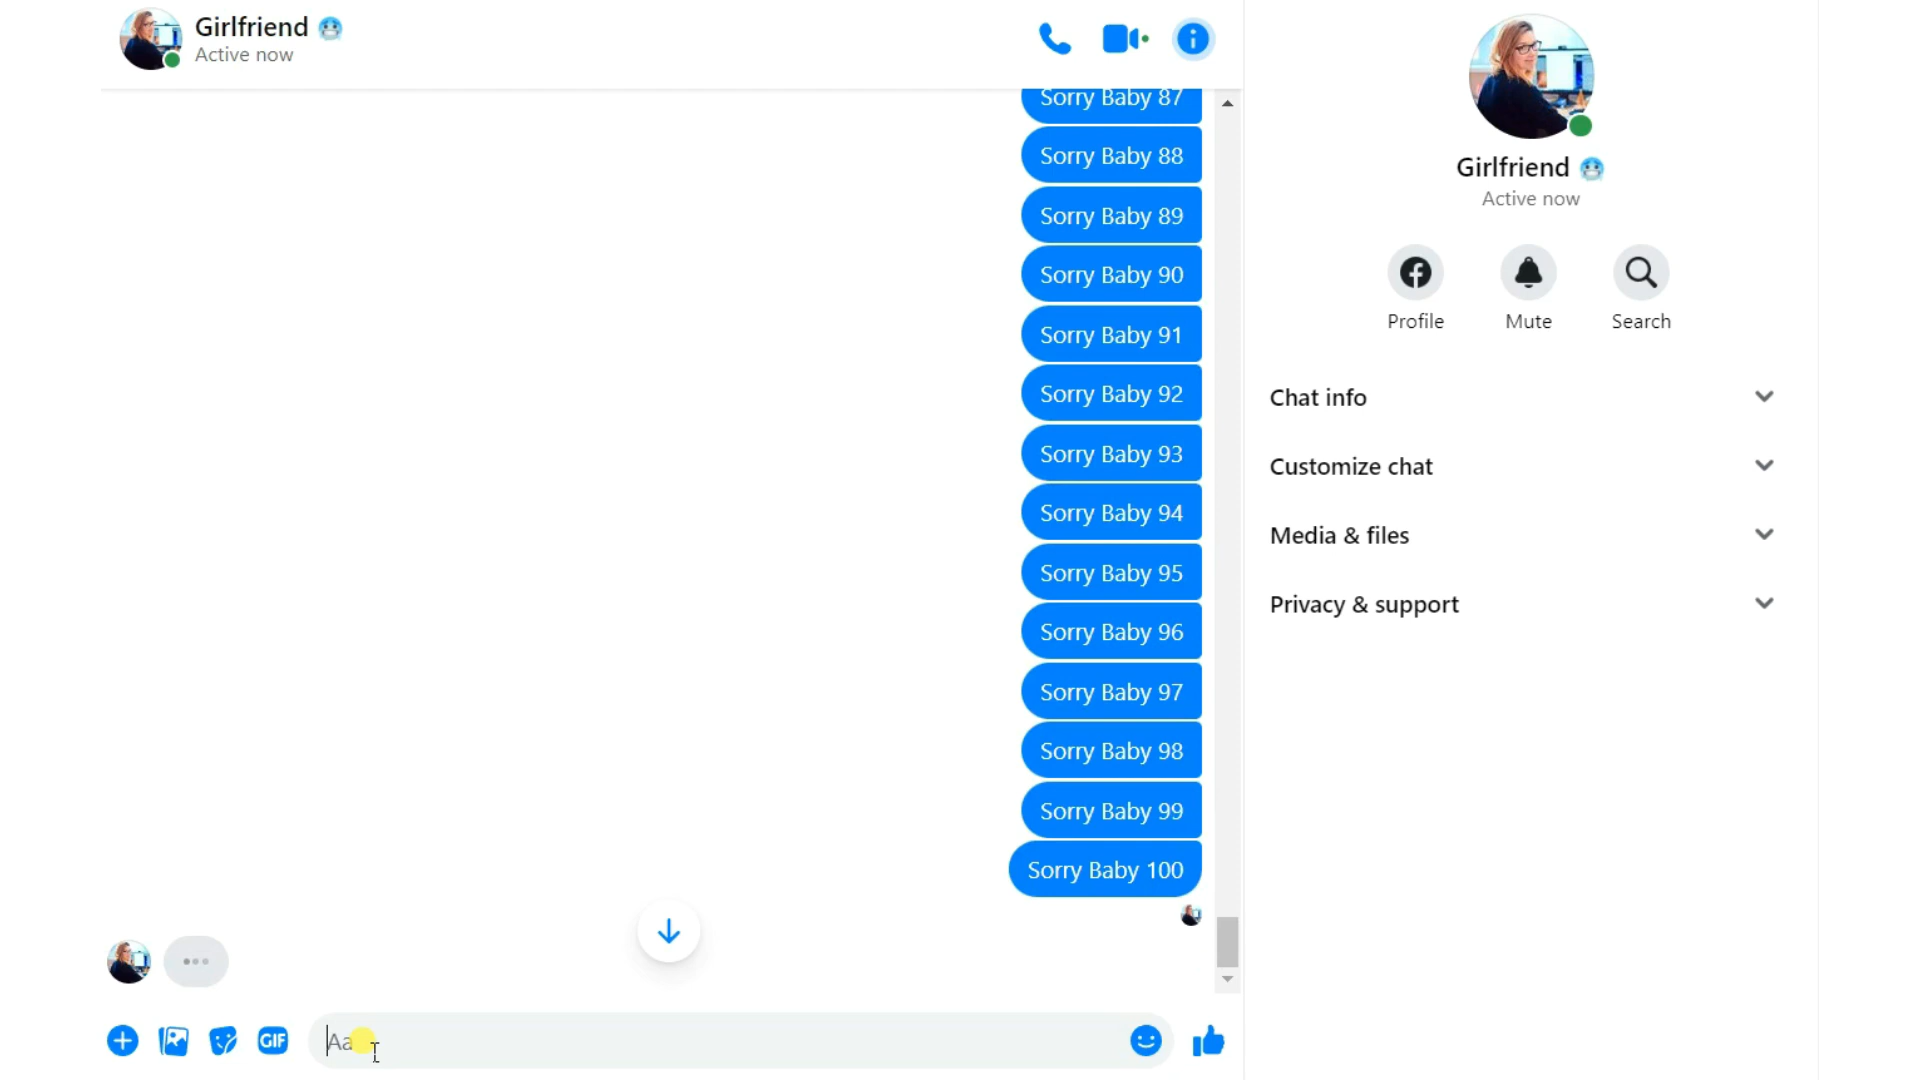 Girlfriend 🥶
Active now
Sorry Baby 87
Sorry Baby 88
Sorry Baby 89
Sorry Baby 90
Sorry Baby 91
Sorry Baby 92
Sorry Baby 93
Sorry Baby 94
Sorry Baby 95
Sorry Baby 96
Sorry Baby 97
Sorry Baby 98
Sorry Baby 99
Sorry Baby 100
GIF
Aa
Girlfriend 🥶
Active now
Profile
Mute
Search
Chat info
Customize chat
Media & files
Privacy & support